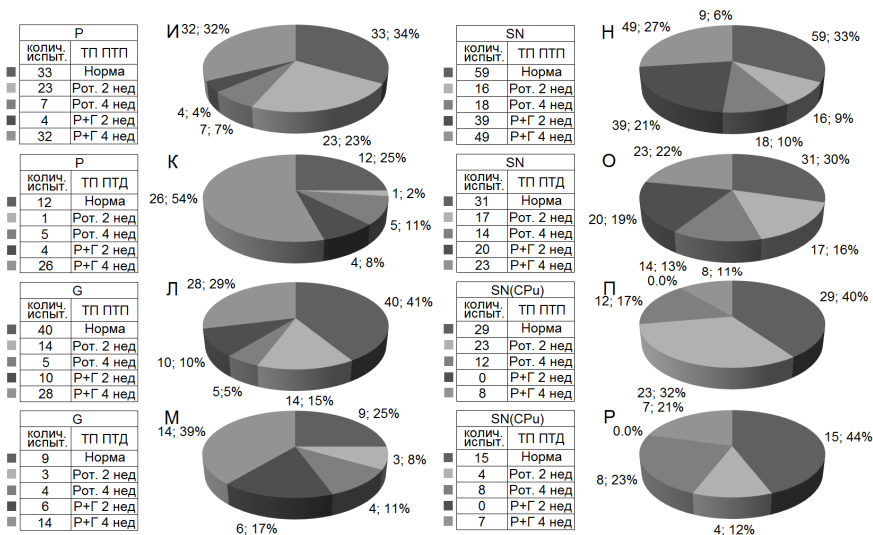 P
колич. испыт. ТП ПТП
33 Норма
23 Рот. 2 нед
7 Рот. 4 нед
4 Р+Г 2 нед
32 Р+Г 4 нед
И
32; 32%
33; 34%
4; 4%
7; 7%
23; 23%
SN
колич. испыт. ТП ПТП
59 Норма
16 Рот. 2 нед
18 Рот. 4 нед
39 Р+Г 2 нед
49 Р+Г 4 нед
Н
49; 27%
9; 6%
59; 33%
39; 21%
18; 10%
16; 9%
P
колич. испыт. ТП ПТД
12 Норма
1 Рот. 2 нед
5 Рот. 4 нед
4 Р+Г 2 нед
26 Р+Г 4 нед
К
12; 25%
26; 54%
1; 2%
5; 11%
4; 8%
SN
колич. испыт. ТП ПТД
31 Норма
17 Рот. 2 нед
14 Рот. 4 нед
20 Р+Г 2 нед
23 Р+Г 4 нед
О
23; 22%
31; 30%
20; 19%
17; 16%
14; 13%
G
колич. испыт. ТП ПТП
40 Норма
14 Рот. 2 нед
5 Рот. 4 нед
10 Р+Г 2 нед
28 Р+Г 4 нед
Л
28; 29%
40; 41%
10; 10%
5;5%
14; 15%
SN(CPu)
колич. испыт. ТП ПТП
29 Норма
23 Рот. 2 нед
12 Рот. 4 нед
0 Р+Г 2 нед
8 Р+Г 4 нед
П
0.0%
8; 11%
12; 17%
29; 40%
23; 32%
G
колич. испыт. ТП ПТД
9 Норма
3 Рот. 2 нед
4 Рот. 4 нед
6 Р+Г 2 нед
14 Р+Г 4 нед
М
14; 39%
9; 25%
3; 8%
4; 11%
6; 17%
SN(CPu)
колич. испыт. ТП ПТД
15 Норма
4 Рот. 2 нед
8 Рот. 4 нед
0 Р+Г 2 нед
7 Р+Г 4 нед
Р
7; 21%
0.0%
15; 44%
8; 23%
4; 12%